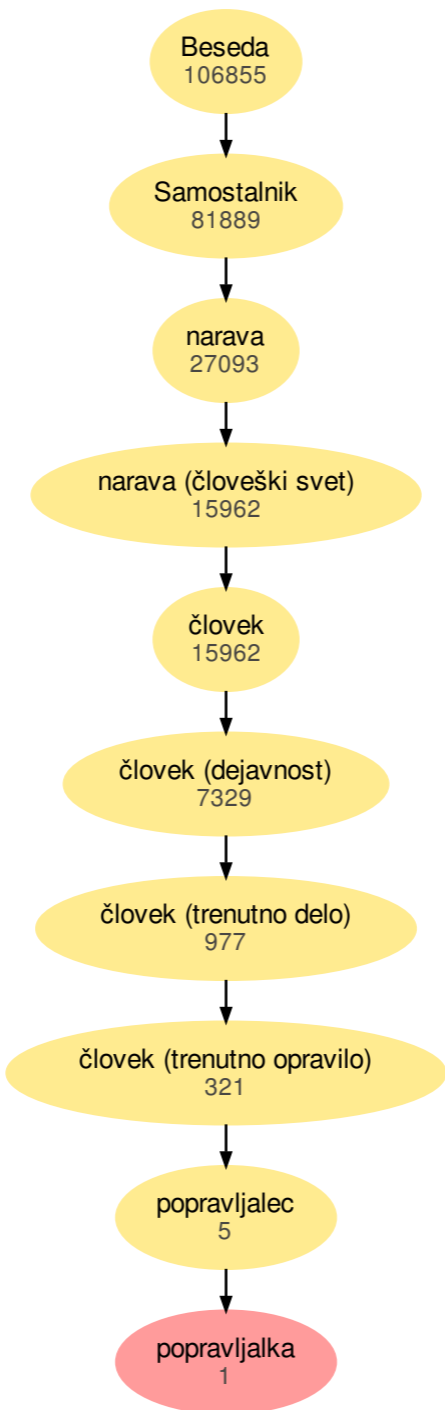 Beseda
106855
Samostalnik
81889
narava
27093
narava (človeški svet)
15962
človek
15962
človek (dejavnost)
7329
človek (trenutno delo)
977
človek (trenutno opravilo)
321
popravljalec
5
popravljalka
1